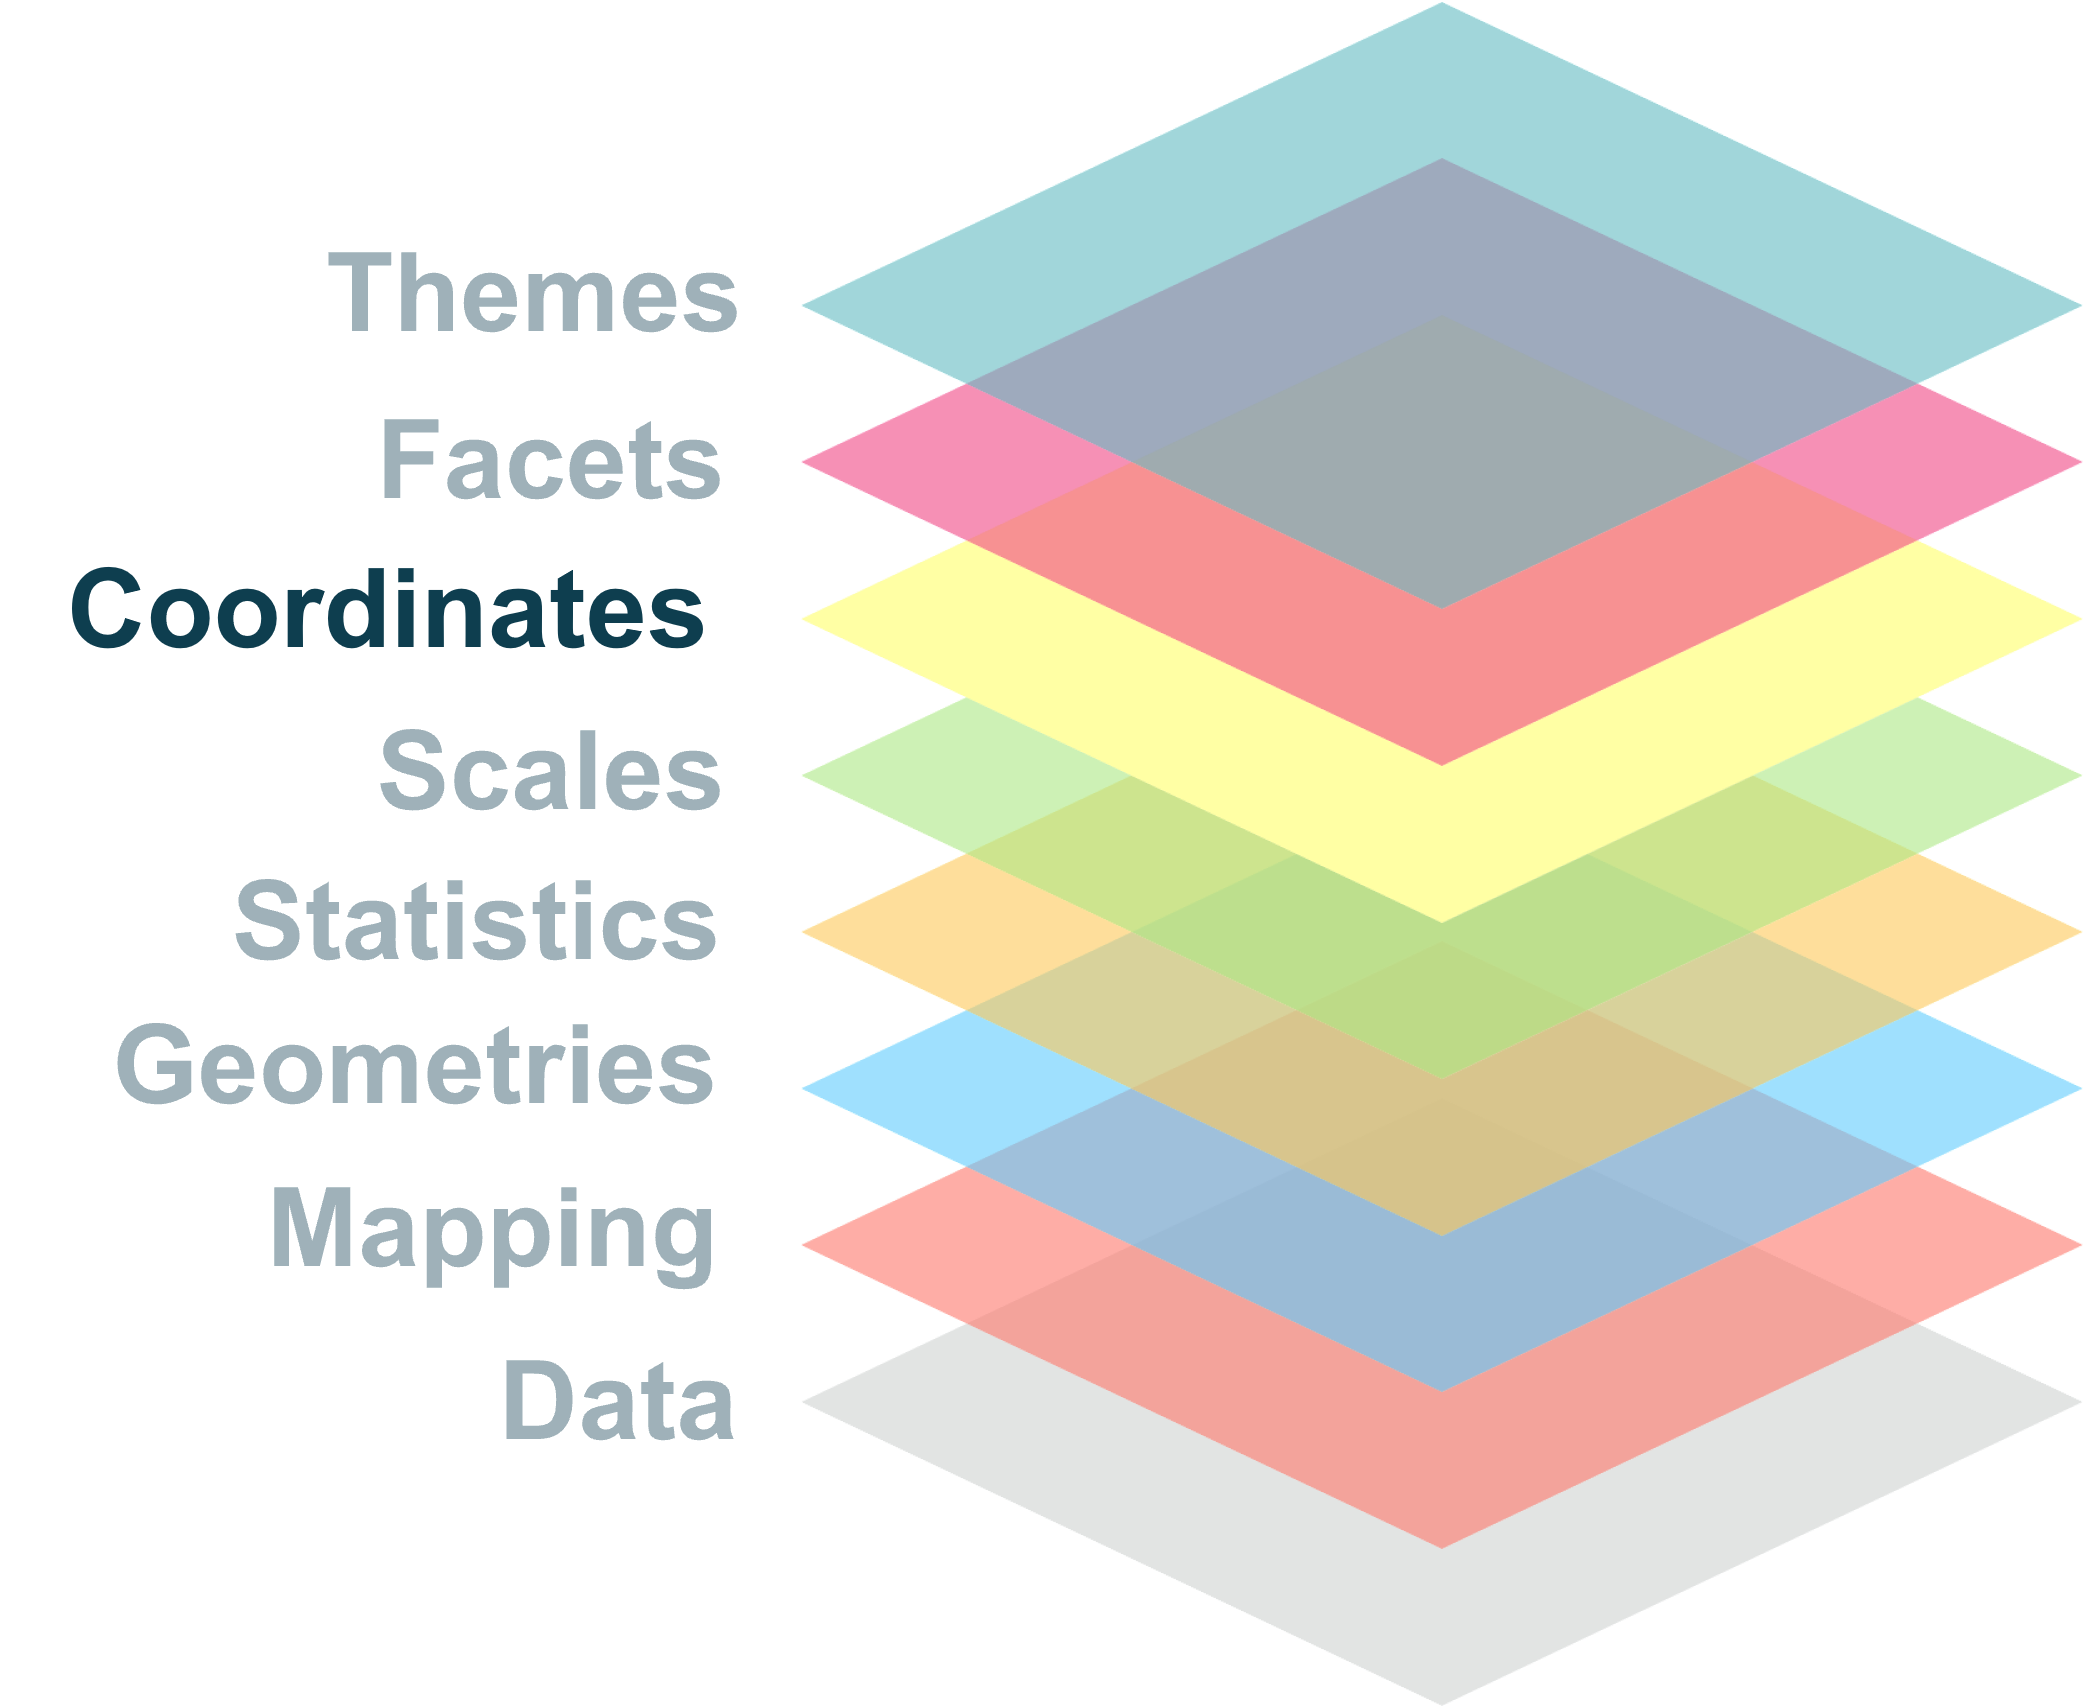 Themes
Facets
Coordinates
Scales
Statistics
Geometries
Mapping
Data